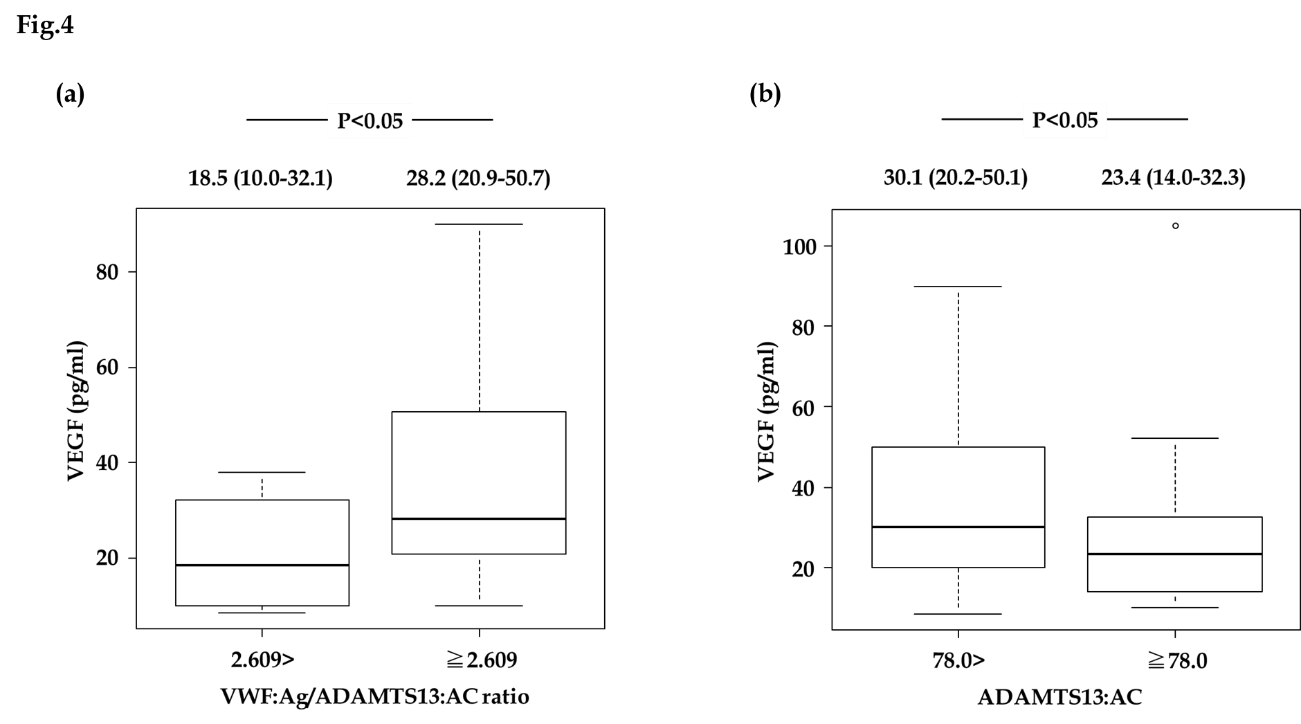 Fig.4
(a)
P<0.05
18.5 (10.0-32.1)
28.2 (20.9-50.7)
80
60
40
20
VEGF (pg/ml)
2.609>
≧2.609
VWF:Ag/ADAMTS13:AC ratio
(b)
P<0.05
30.1 (20.2-50.1)
23.4 (14.0-32.3)
100
80
60
40
20
VEGF (pg/ml)
78.0>
≧78.0
ADAMTS13:AC